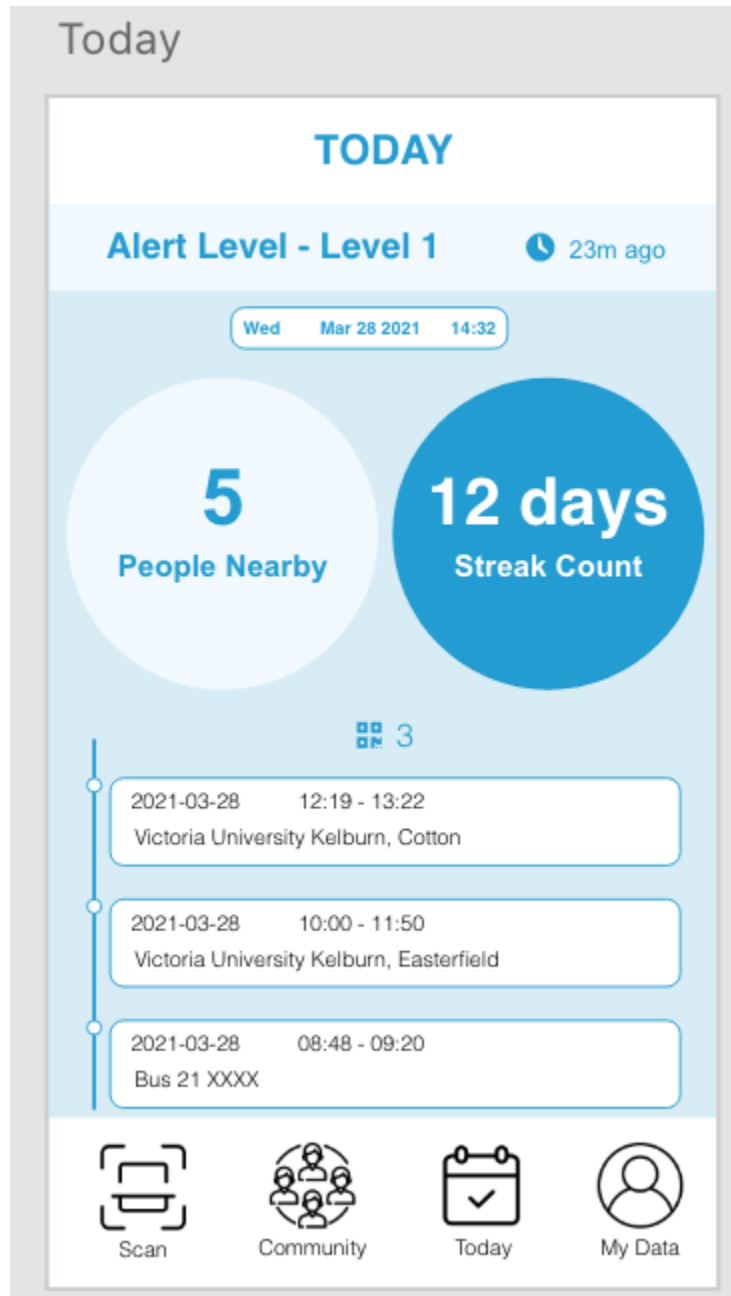 Today
TODAY
Alert Level - Level 1 23m ago
Wed Mar 28 2021 14:32
5
People Nearby
12 days
Streak Count
3
2021-03-28 12:19 - 13:22
Victoria University Kelburn, Cotton
2021-03-28 10:00 - 11:50
Victoria University Kelburn, Easterfield
2021-03-28 08:48 - 09:20
Bus 21 XXXX
Scan Community Today My Data